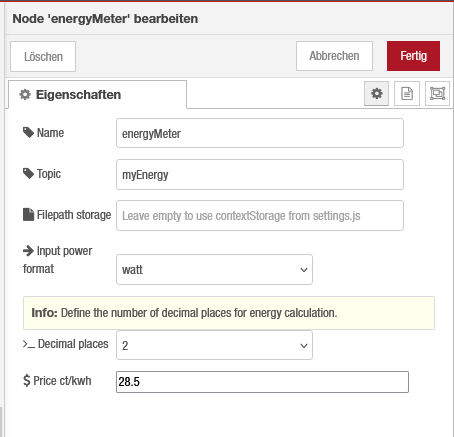 Node 'energyMeter' bearbeiten
Löschen
Abbrechen
Fertig
Eigenschaften
Name
energyMeter
Topic
myEnergy
Filepath storage
Leave empty to use contextStorage from settings.js
Input power
format
watt
Info: Define the number of decimal places for energy calculation.
Decimal places
2
Price ct/kwh
28.5